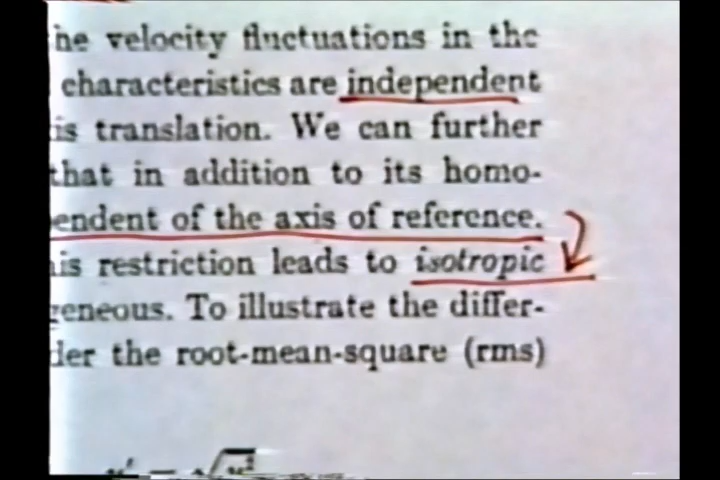 he velocity fluctuations in the
characteristics are independent
is translation. We can further
that in addition to its homo-
endent of the axis of reference.
is restriction leads to isotropic
geneous. To illustrate the differ-
der the root-mean-square (rms)